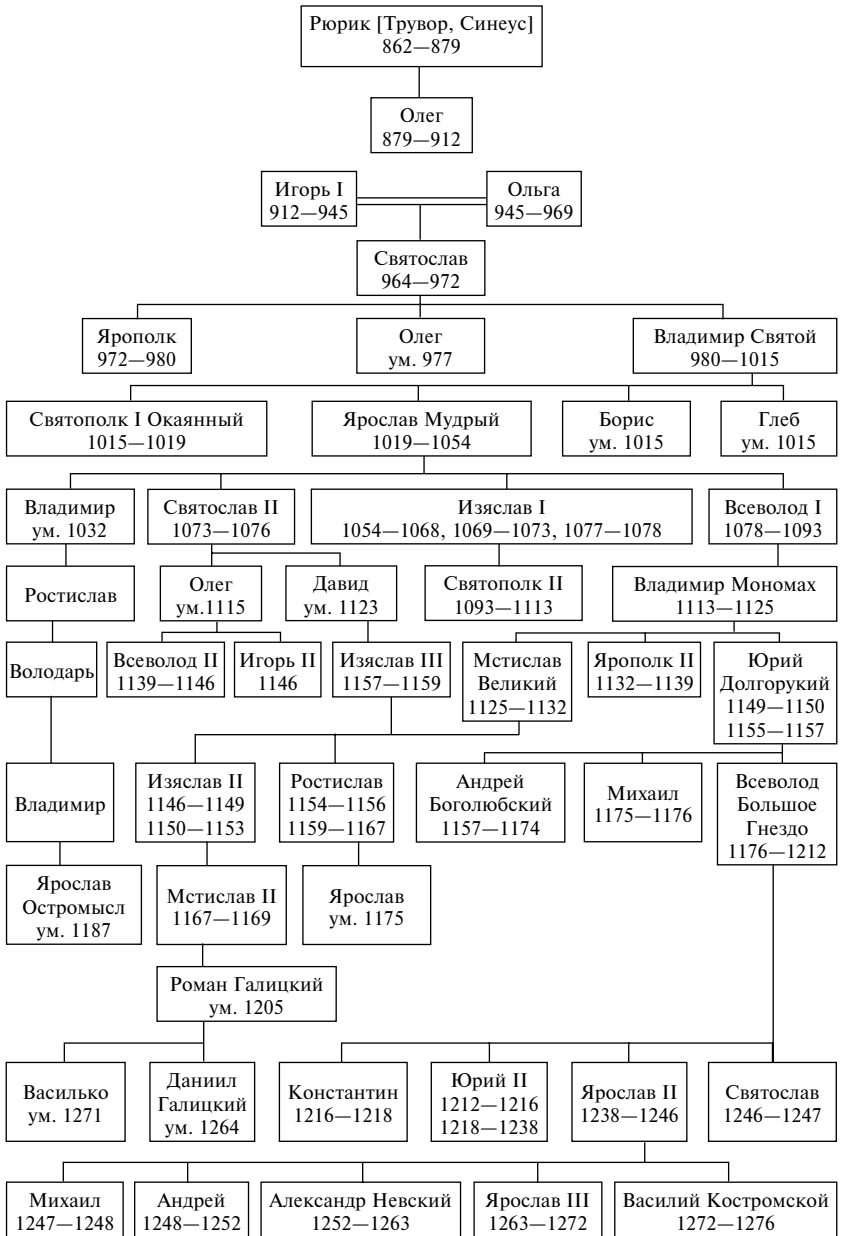 Рюрик [Трувор, Синеус]
862—879
Олег
879—912
Игорь I
912—945
Ольга
945—969
Святослав
964—972
Ярополк
972—980
Олег
ум. 977
Владимир Святой
980—1015
Святополк I Окаянный
1015—1019
Ярослав Мудрый
1019—1054
Борис
ум. 1015
Глеб
ум. 1015
Владимир
ум. 1032
Святослав II
1073—1076
Изяслав I
1054—1068, 1069—1073, 1077—1078
Всеволод I
1078—1093
Ростислав
Олег
ум.1115
Давид
ум. 1123
Святополк II
1093—1113
Владимир Мономах
1113—1125
Володарь
Всеволод II
1139—1146
Игорь II
1146
Изяслав III
1157—1159
Мстислав
Великий
1125—1132
Ярополк II
1132—1139
Юрий
Долгорукий
1149—1150
1155—1157
Владимир
Изяслав II
1146—1149
1150—1153
Ростислав
1154—1156
1159—1167
Андрей
Боголюбский
1157—1174
Михаил
1175—1176
Всеволод
Большое
Гнездо
1176—1212
Ярослав
Остромысл
ум. 1187
Мстислав II
1167—1169
Ярослав
ум. 1175
Роман Галицкий
ум. 1205
Василько
ум. 1271
Даниил
Галицкий
ум. 1264
Константин
1216—1218
Юрий II
1212—1216
1218—1238
Ярослав II
1238—1246
Святослав
1246—1247
Михаил
1247—1248
Андрей
1248—1252
Александр Невский
1252—1263
Ярослав III
1263—1272
Василий Костромской
1272—1276